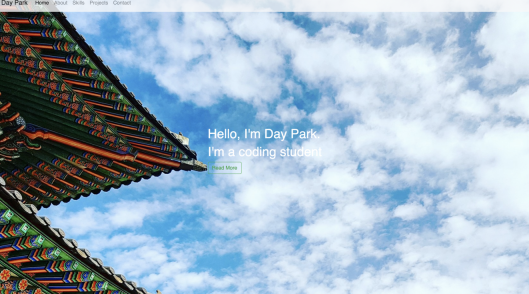 Day Park Home About Skills Projects Contact
Hello, I'm Day Park.
I'm a coding student
Read More